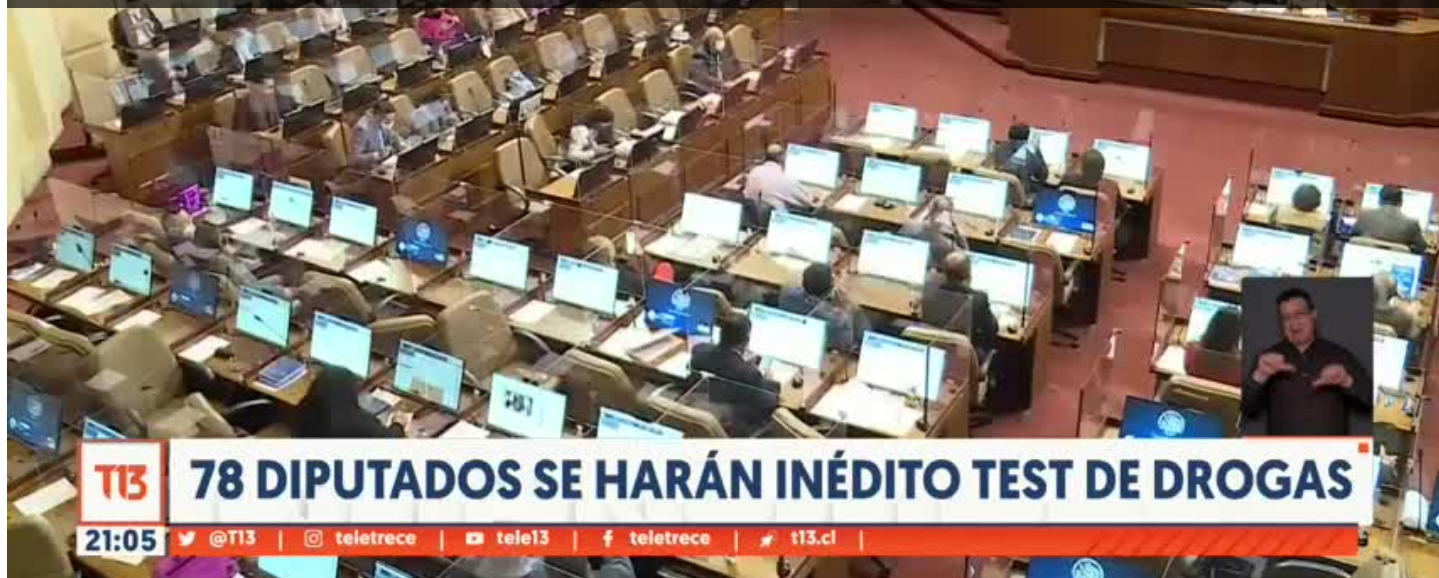 T13
78 DIPUTADOS SE HARÁN INÉDITO TEST DE DROGAS
21:05
@T13 | teletrece | tele13 | teletrece | t13.cl |